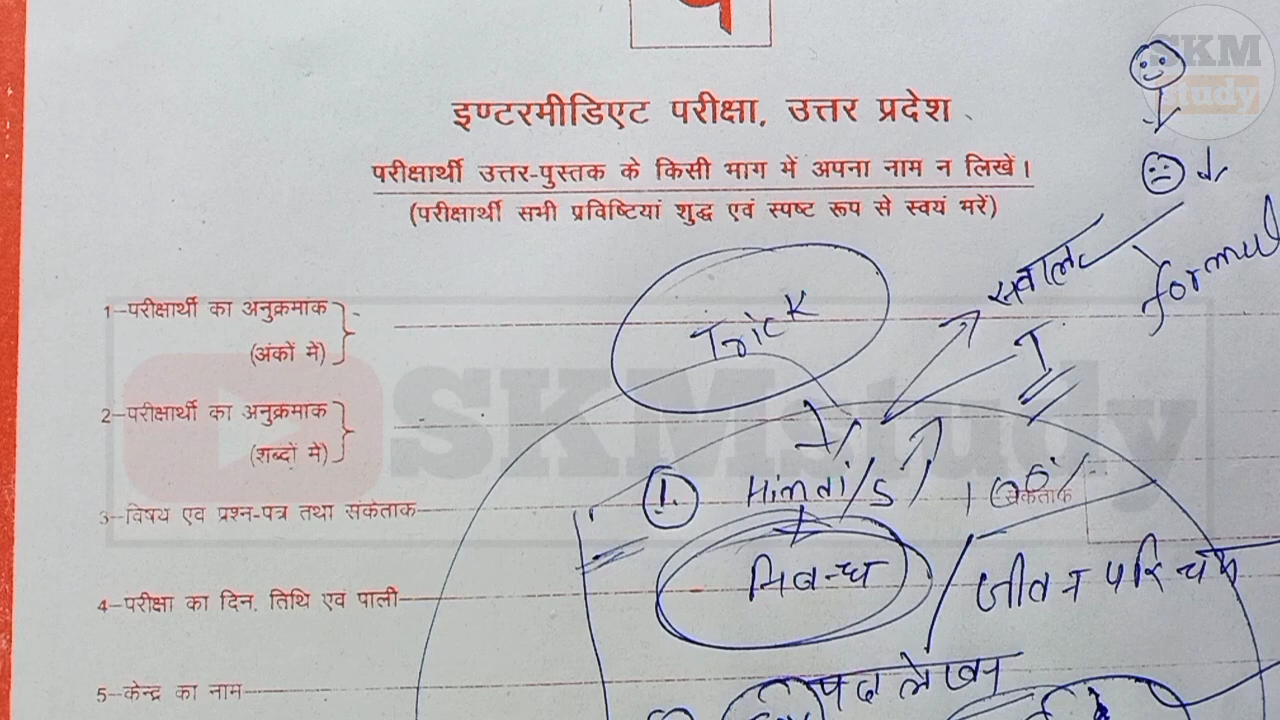 प
SKM
study
इण्टरमीडिएट परीक्षा, उत्तर प्रदेश
परीक्षार्थी उत्तर-पुस्तक के किसी भाग में अपना नाम न लिखें।
(परीक्षार्थी सभी प्रविष्टियां शुद्ध एवं स्पष्ट रूप से स्वयं भरें)
सवाल
Trick
1–परीक्षार्थी का अनुक्रमांक
(अंकों में)
SKMstudy
2–परीक्षार्थी का अनुक्रमांक
(शब्दों में)
1. Hindi/S
3–विषय एवं प्रश्न-पत्र तथा संकेतांक
संकेतांक
निबन्ध / जीवन परिचय
4–परीक्षा का दिन, तिथि एवं पाली
पत्र लेखन
5–केन्द्र का नाम